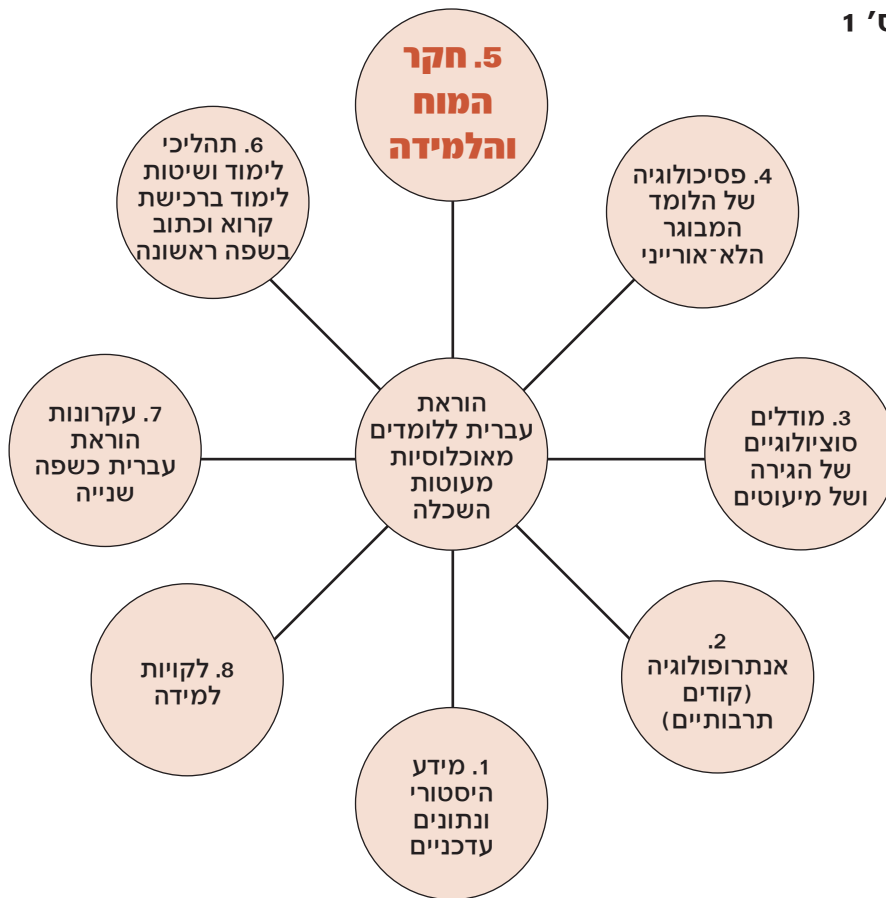 ס' 1
5. חקר
המוח
והלמידה
6. תהליכי
לימוד ושיטות
לימוד ברכישת
קרוא וכתוב
בשפה ראשונה
4. פסיכולוגיה
של הלומד
המבוגר
הלא־אורייני
הוראת
עברית ללומדים
מאוכלוסיות
מעוטות
השכלה
7. עקרונות
הוראת
עברית כשפה
שנייה
3. מודלים
סוציולוגיים
של הגירה
ושל מיעוטים
8. לקויות
למידה
2.
אנתרופולוגיה
(קודים
תרבותיים)
1. מידע
היסטורי
ונתונים
עדכניים